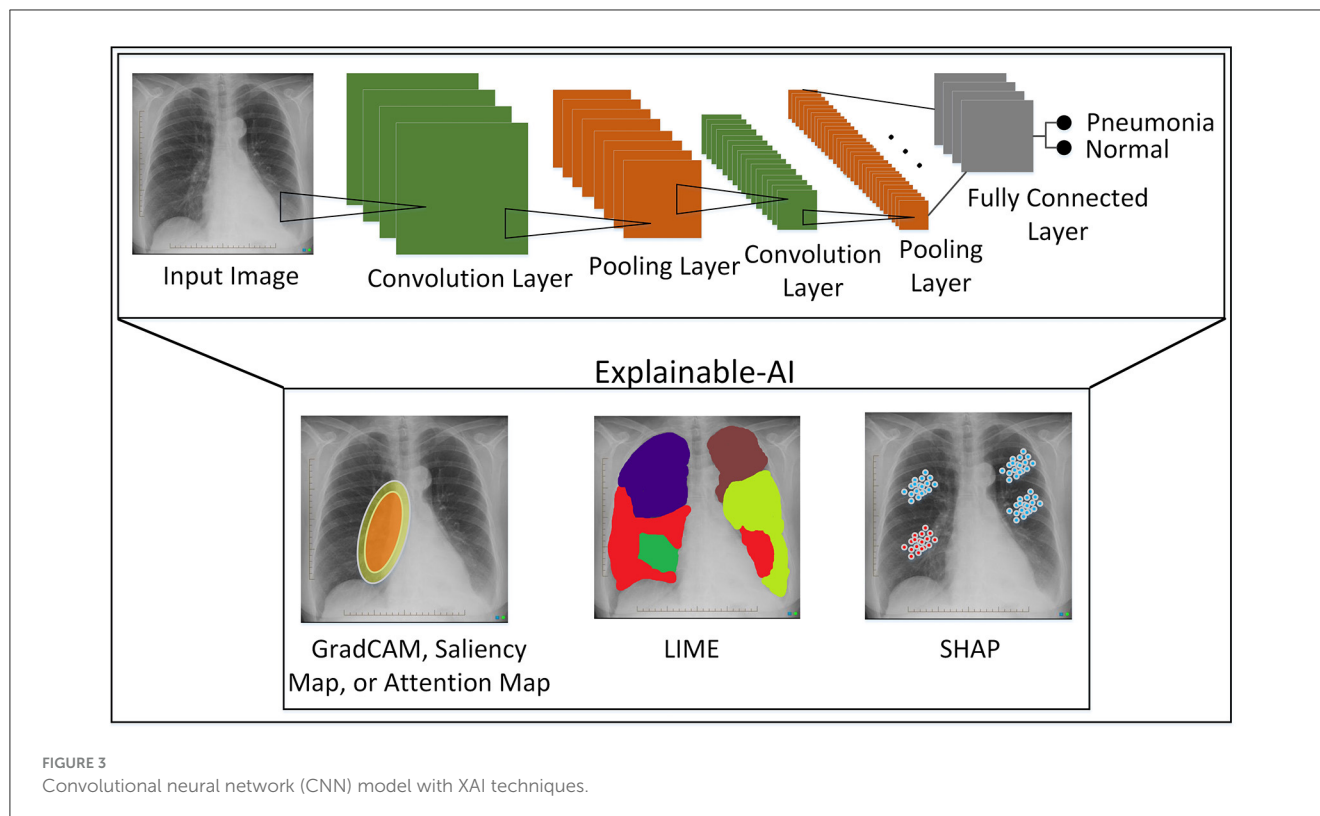 Input Image
Convolution Layer
Pooling Layer
Convolution
Layer
Pooling
Layer
Fully Connected
Layer
Pneumonia
Normal
Explainable-AI
GradCAM, Saliency
Map, or Attention Map
LIME
SHAP
FIGURE 3
Convolutional neural network (CNN) model with XAI techniques.